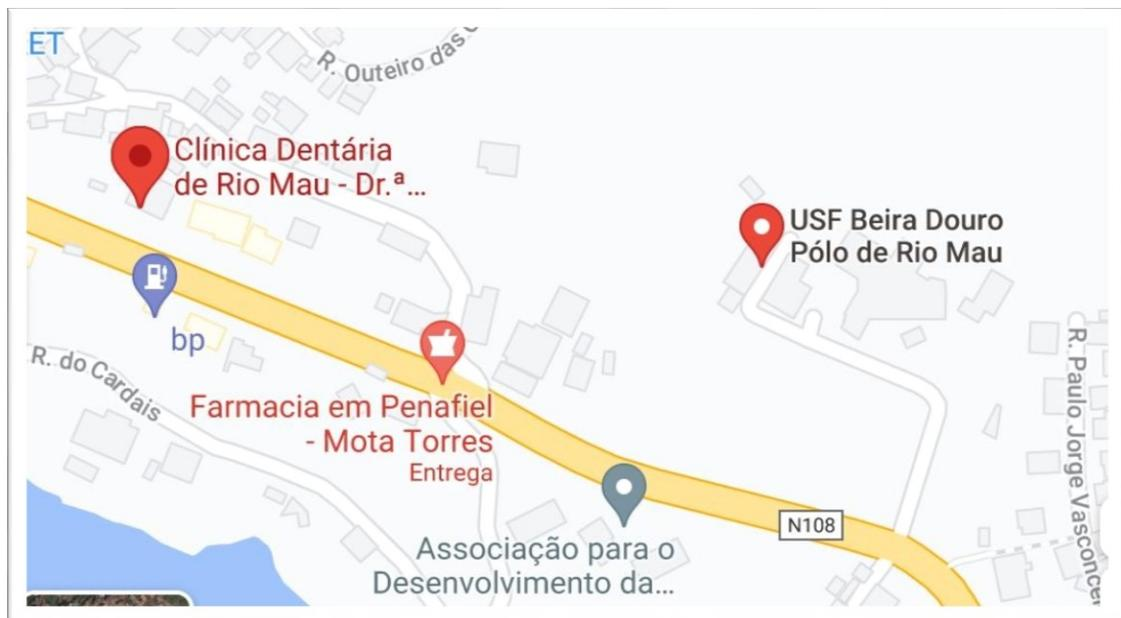 ET
R. Outeiro das
Clínica Dentária
de Rio Mau - Dr.ª...
USF Beira Douro
Pólo de Rio Mau
bp
R. do Cardais
Farmacia em Penafiel
- Mota Torres
Entrega
N108
Associação para o
Desenvolvimento da...
R. Paulo Jorge Vasconcel